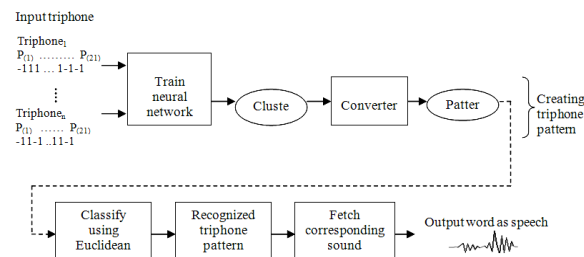 Input triphone
Triphone1
P(1) ......... P(21)
-111 ... 1-1-1
Triphonen
P(1) ...... P(21)
-11-1 ..11-1
Train
neural
network
Cluste
Converter
Patter
Creating
triphone
pattern
Classify
using
Euclidean
Recognized
triphone
pattern
Fetch
corresponding
sound
Output word as speech